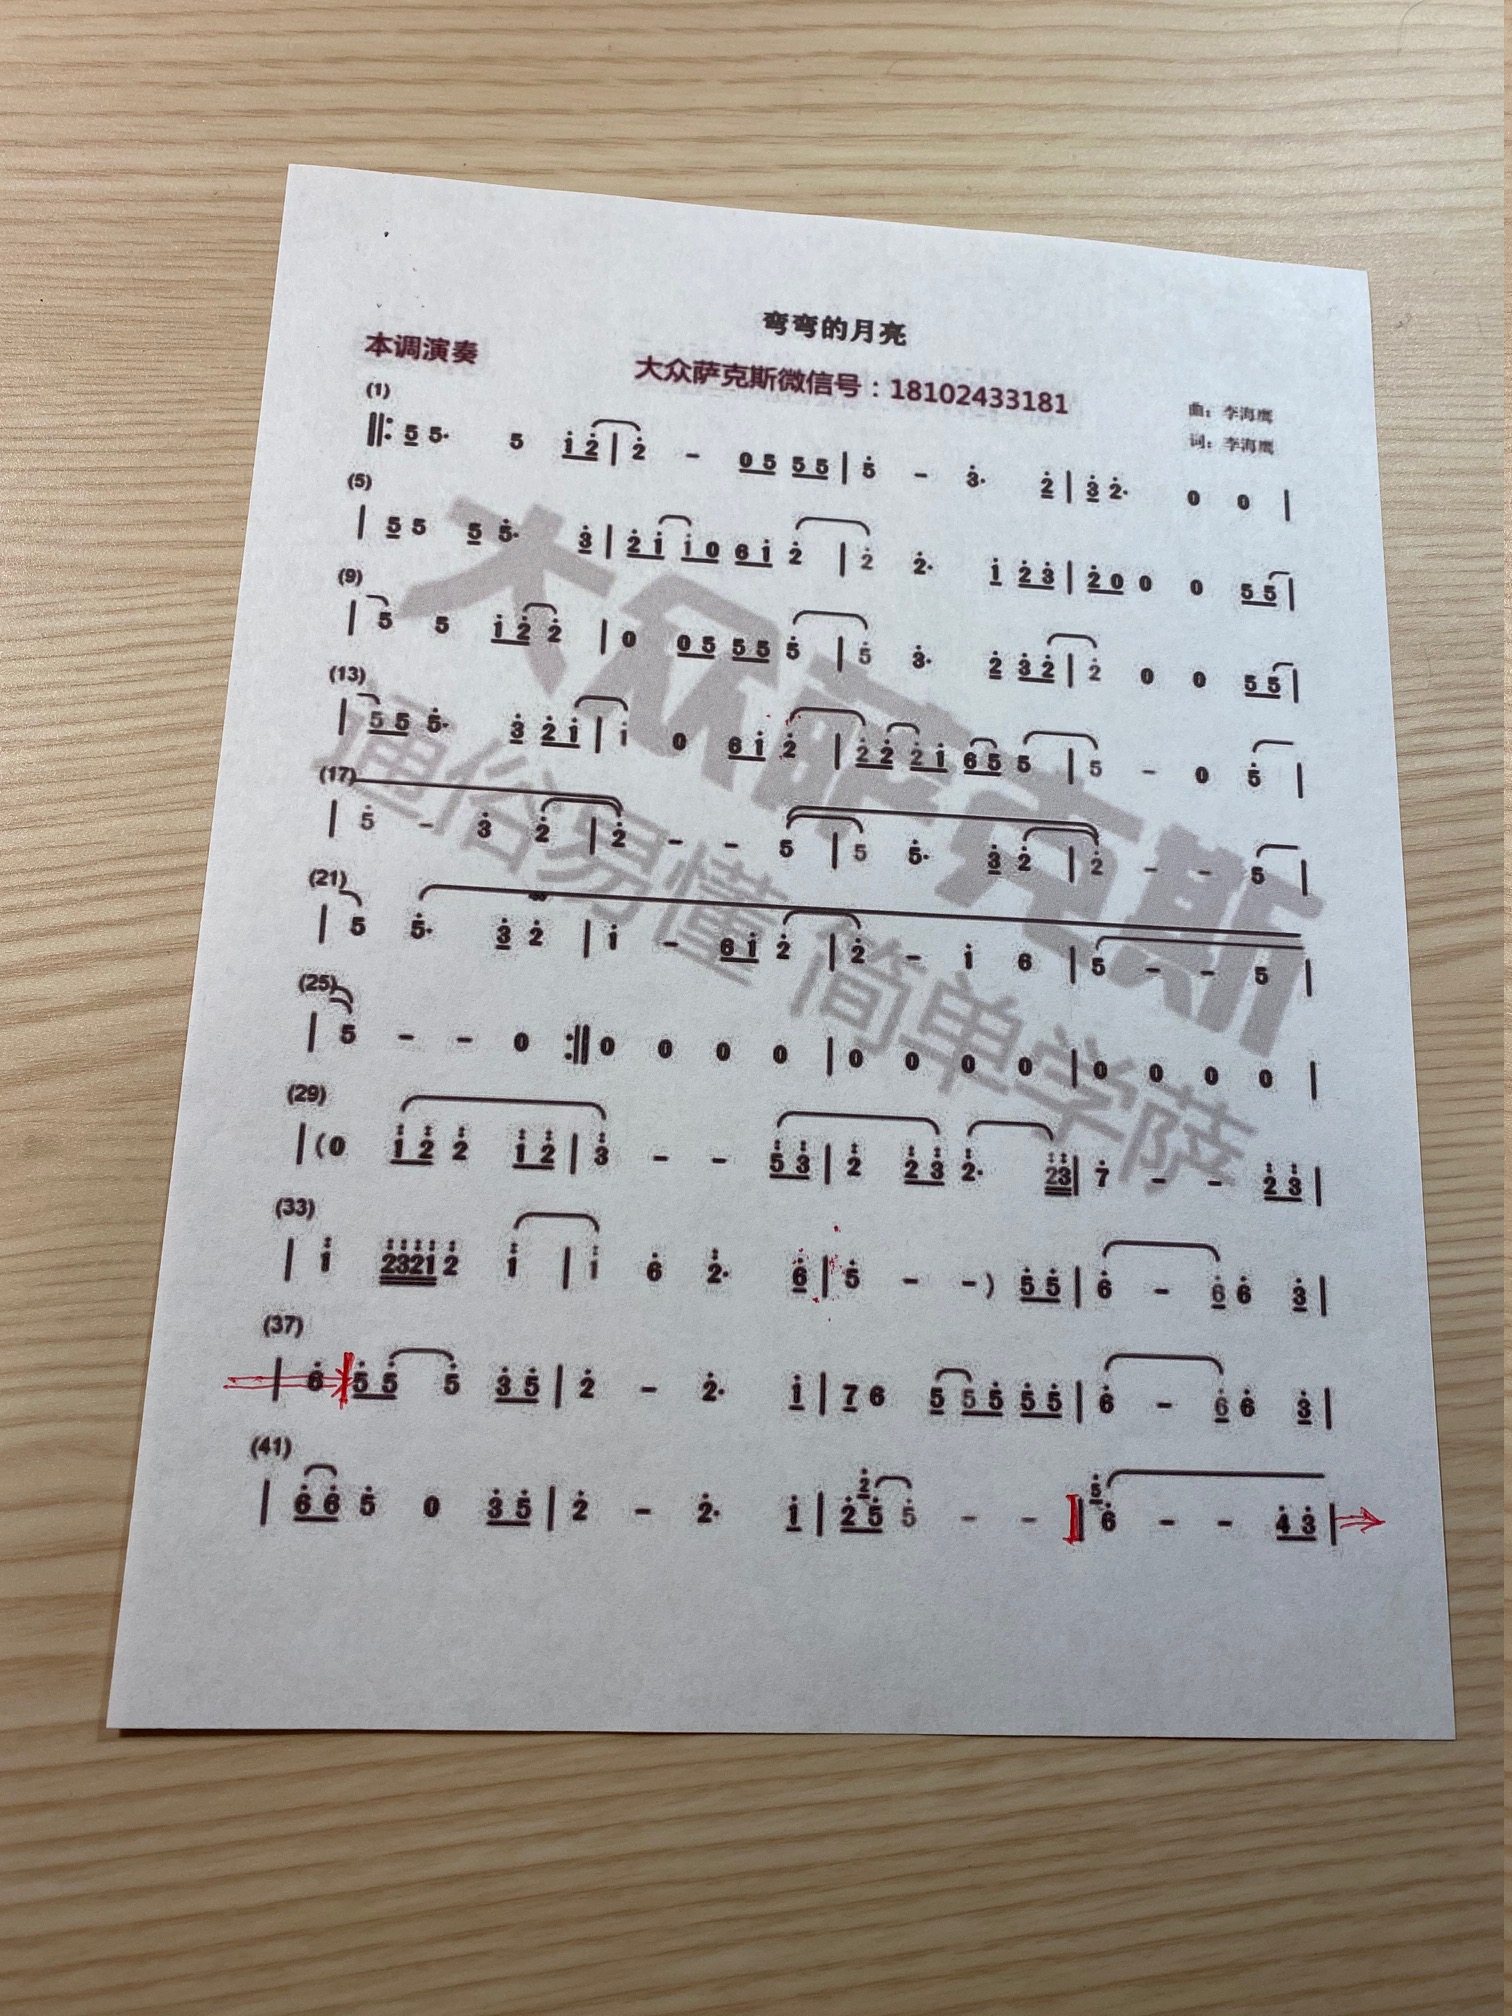 弯弯的月亮
本调演奏
大众萨克斯微信号：18102433181
曲：李海鹰
词：李海鹰
(1)
5 5· 5 1 2 | 2 - 0 5 5 5 | 5 - 3· 2 | 3 2· 0 0 |
(5)
| 5 5 5 5· 3 | 2 1 1 0 6 1 2 | 2 2· 1 2 3 | 2 0 0 0 5 5 |
(9)
| 5 5 1 2 2 | 0 0 5 5 5 5 | 5 3· 2 3 2 | 2 0 0 5 5 |
(13)
| 5 5 5· 3 2 1 | 1 0 6 1 2 | 2 2 2 1 6 5 5 | 5 - 0 5 |
(17)
| 5 - 3 2 | 2 - - 5 | 5 5· 3 2 | 2 - - 5 |
(21)
| 5 5· 3 2 | 1 - 6 1 2 | 2 - 1 6 | 5 - - 5 |
(25)
| 5 - - 0 :|| 0 0 0 0 | 0 0 0 0 | 0 0 0 0 |
(29)
| (0 1 2 2 1 2 | 3 - - 5 3 | 2 2 3 2· 2 3 | 7 - - 2 3 |
(33)
| 1 2 3 2 1 2 1 | 1 6 2· 6 | 5 - - ) 5 5 | 6 - 6 6 3 |
(37)
| 6 5 5 5 3 5 | 2 - 2· 1 | 7 6 5 5 5 5 5 | 6 - 6 6 3 |
(41)
| 6 6 5 0 3 5 | 2 - 2· 1 | 2 2 5 5 - - | 5 6 - - 4 3 |
大众萨克斯
通俗易懂 简单学萨